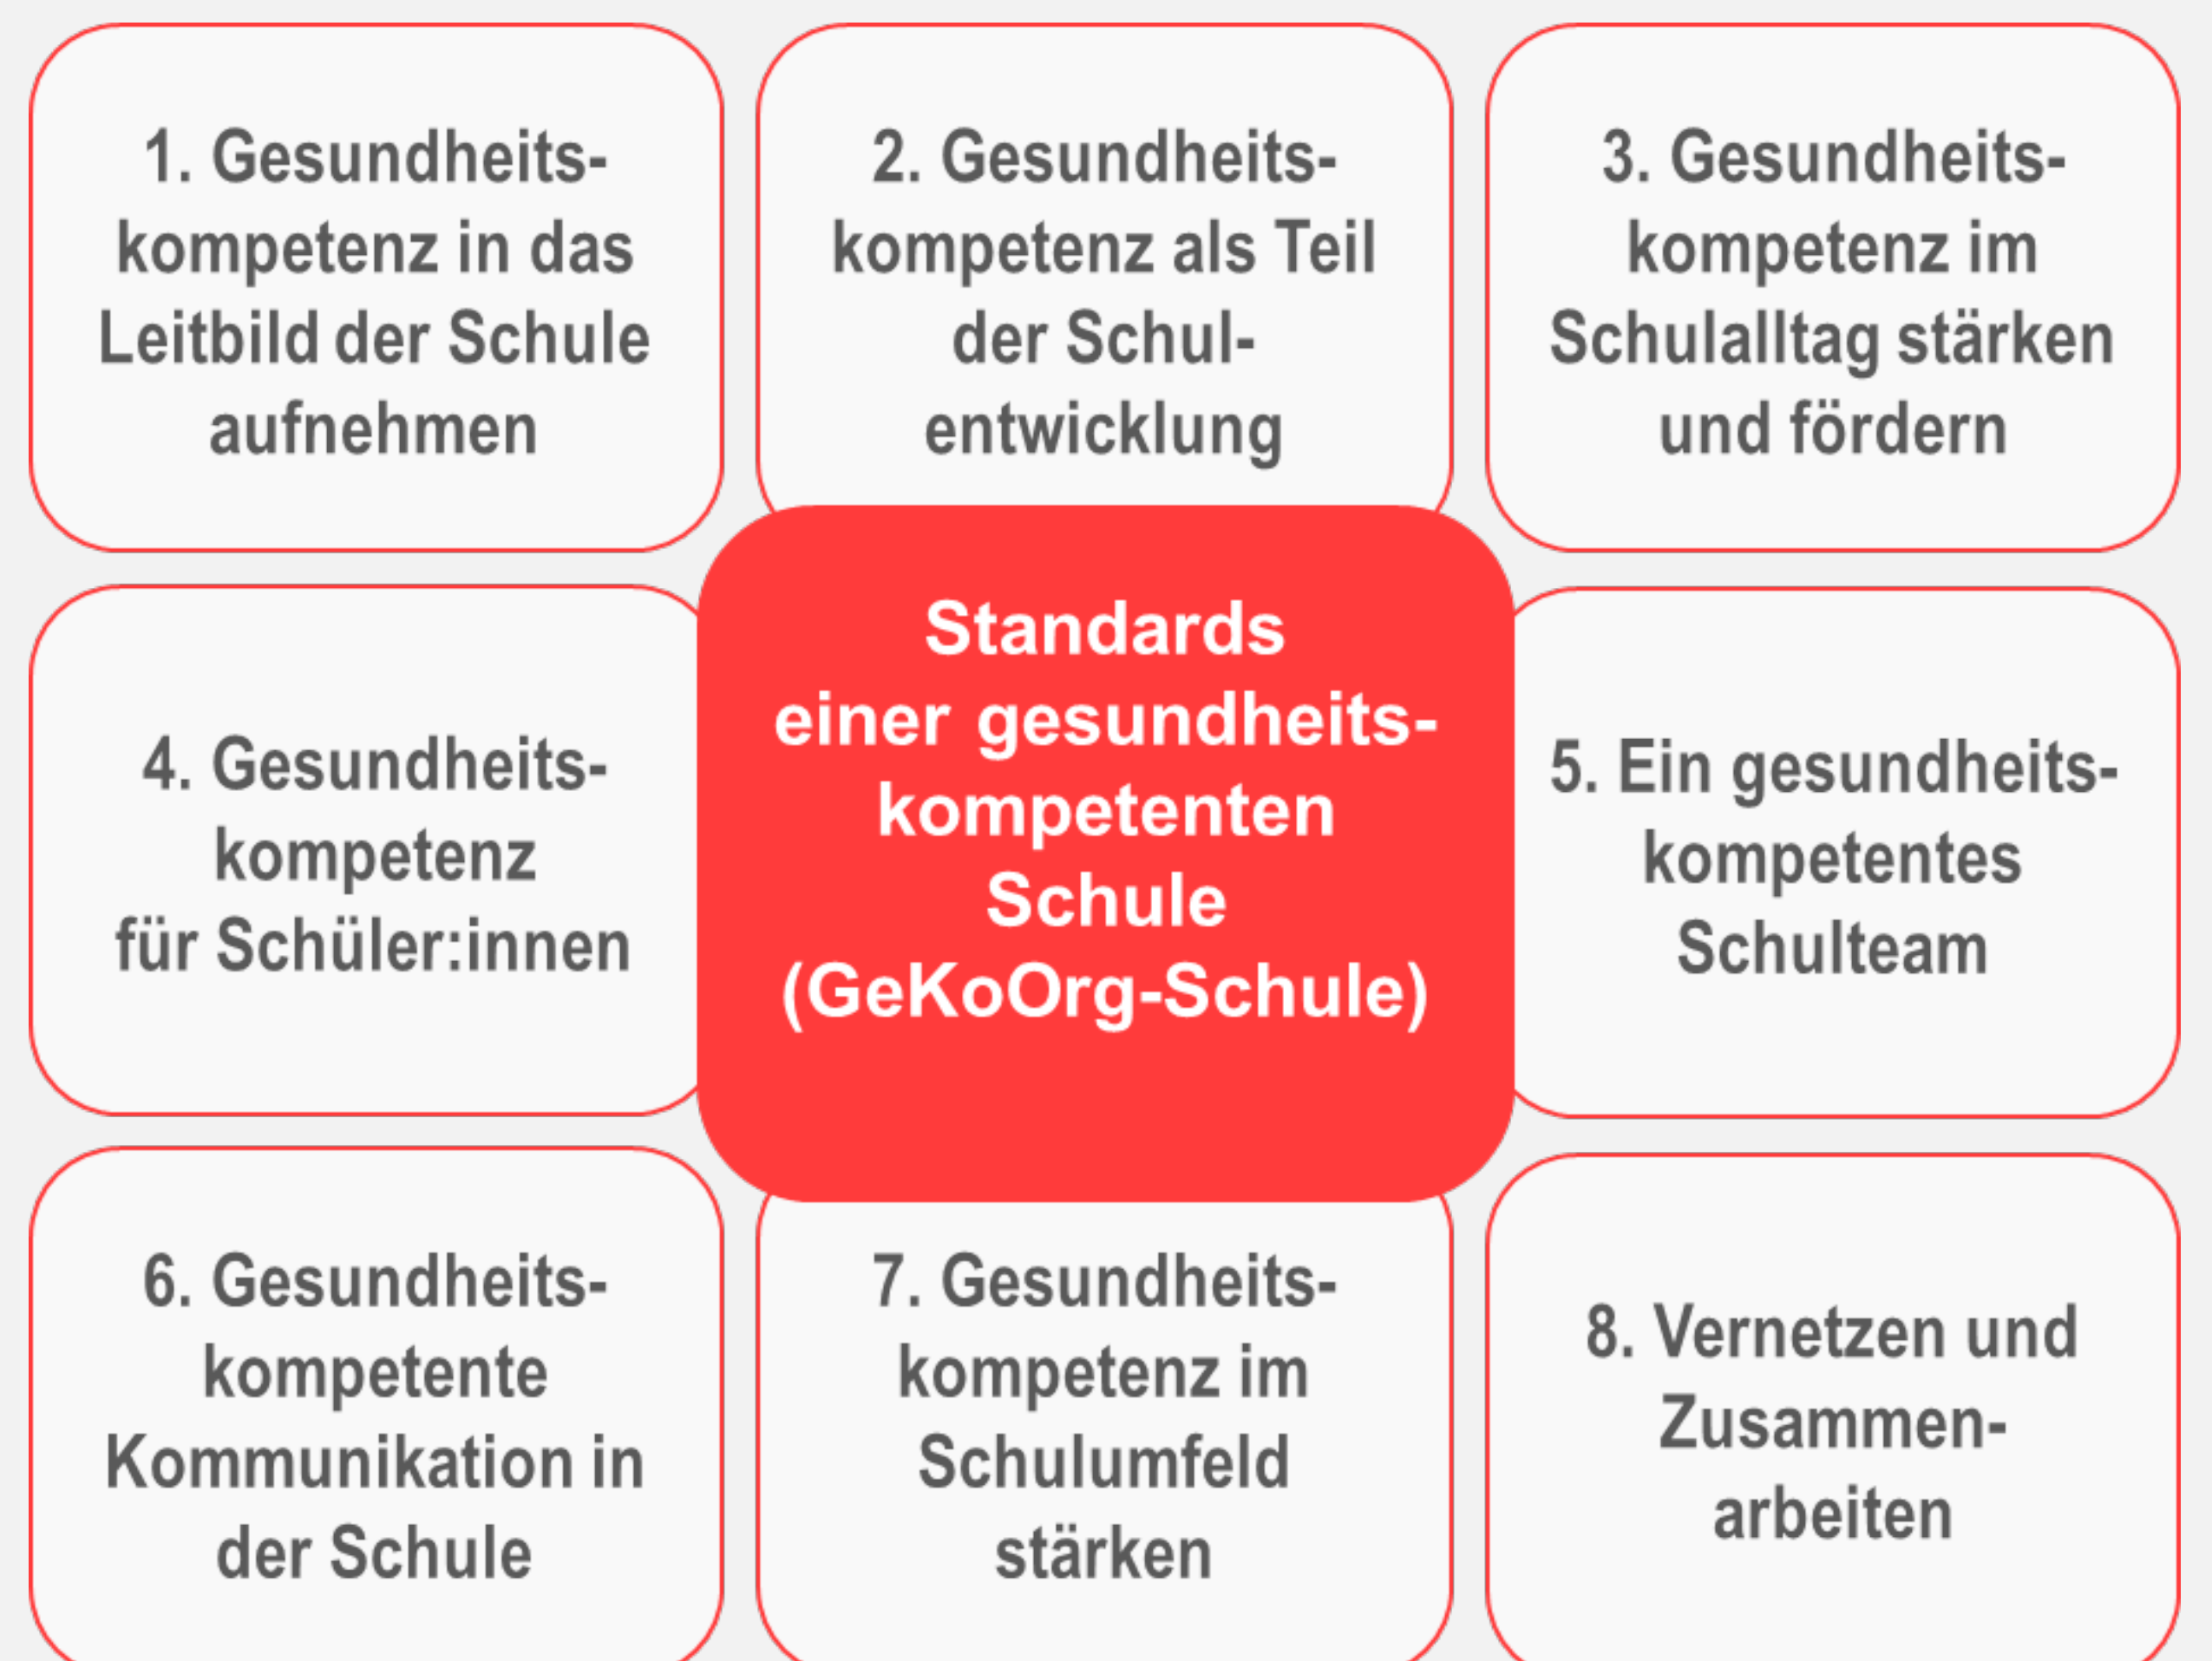 1. Gesundheits-
kompetenz in das
Leitbild der Schule
aufnehmen
2. Gesundheits-
kompetenz als Teil
der Schul-
entwicklung
3. Gesundheits-
kompetenz im
Schulalltag stärken
und fördern
4. Gesundheits-
kompetenz
für Schüler:innen
Standards
einer gesundheits-
kompetenten
Schule
(GeKoOrg-Schule)
5. Ein gesundheits-
kompetentes
Schulteam
6. Gesundheits-
kompetente
Kommunikation in
der Schule
7. Gesundheits-
kompetenz im
Schulumfeld
stärken
8. Vernetzen und
Zusammen-
arbeiten